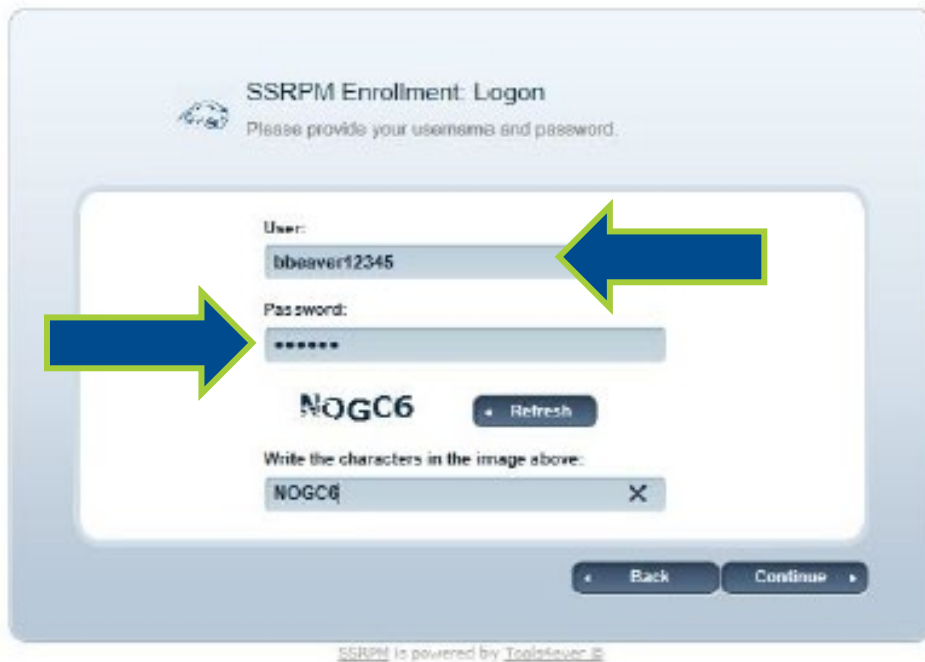 SSRPM Enrollment: Logon
Please provide your username and password.
User:
bbeaver12345
Password:
••••••
NOGC6
Refresh
Write the characters in the image above:
NOGC6
Back
Continue
SSRPM is powered by Tools4ever ©